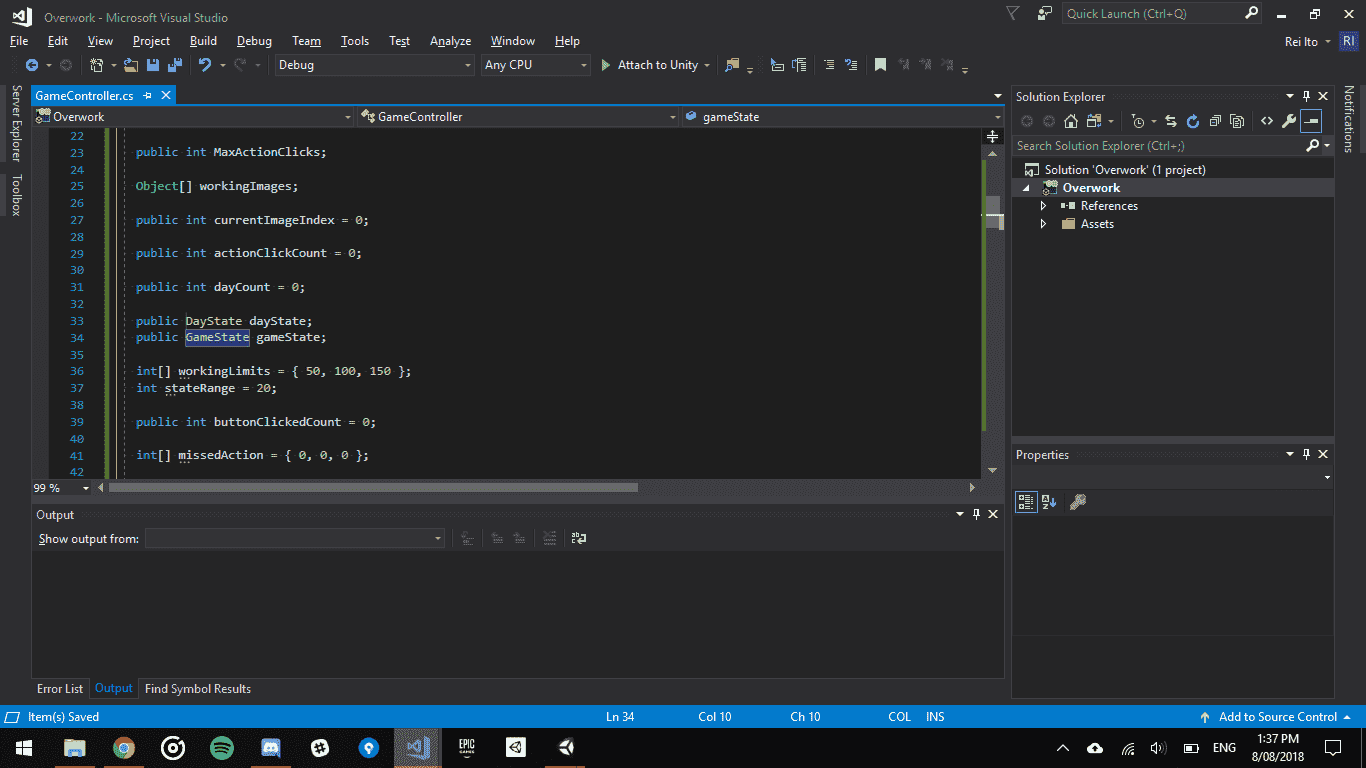 Overwork - Microsoft Visual Studio
Quick Launch (Ctrl+Q)
File Edit View Project Build Debug Team Tools Test Analyze Window Help
Rei Ito RI
Debug Any CPU Attach to Unity
Server Explorer
Toolbox
GameController.cs
Overwork GameController gameState
22
23 public int MaxActionClicks;
24
25 Object[] workingImages;
26
27 public int currentImageIndex = 0;
28
29 public int actionClickCount = 0;
30
31 public int dayCount = 0;
32
33 public DayState dayState;
34 public GameState gameState;
35
36 int[] workingLimits = { 50, 100, 150 };
37 int stateRange = 20;
38
39 public int buttonClickedCount = 0;
40
41 int[] missedAction = { 0, 0, 0 };
42
99 %
Output
Show output from:
Error List Output Find Symbol Results
Solution Explorer
Search Solution Explorer (Ctrl+;)
Solution 'Overwork' (1 project)
Overwork
References
Assets
Properties
Notifications
Item(s) Saved Ln 34 Col 10 Ch 10 COL INS Add to Source Control
EPIC GAMES
ENG
1:37 PM
8/08/2018